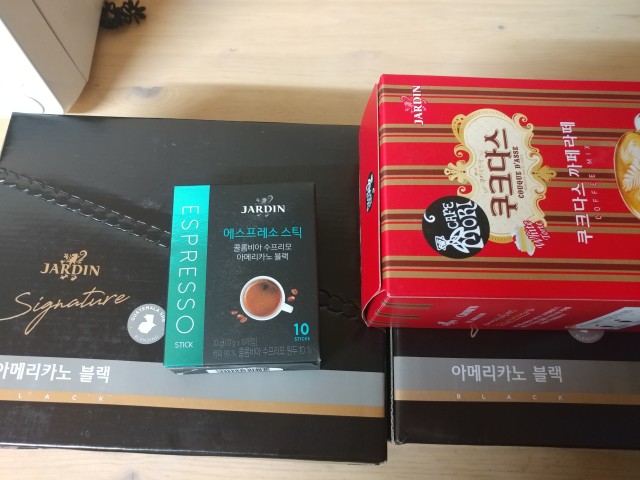 JARDIN
Signature
아메리카노 블랙
BLACK
ESPRESSO
STICK
JARDIN
에스프레소 스틱
콜롬비아 수프리모
아메리카노 블랙
10
STICKS
JARDIN
쿠크다스
COUQUE D'ASSE
White
CAFE
MORI
쿠크다스 까페라떼
COFFEE MIX
아메리카노 블랙
BLACK